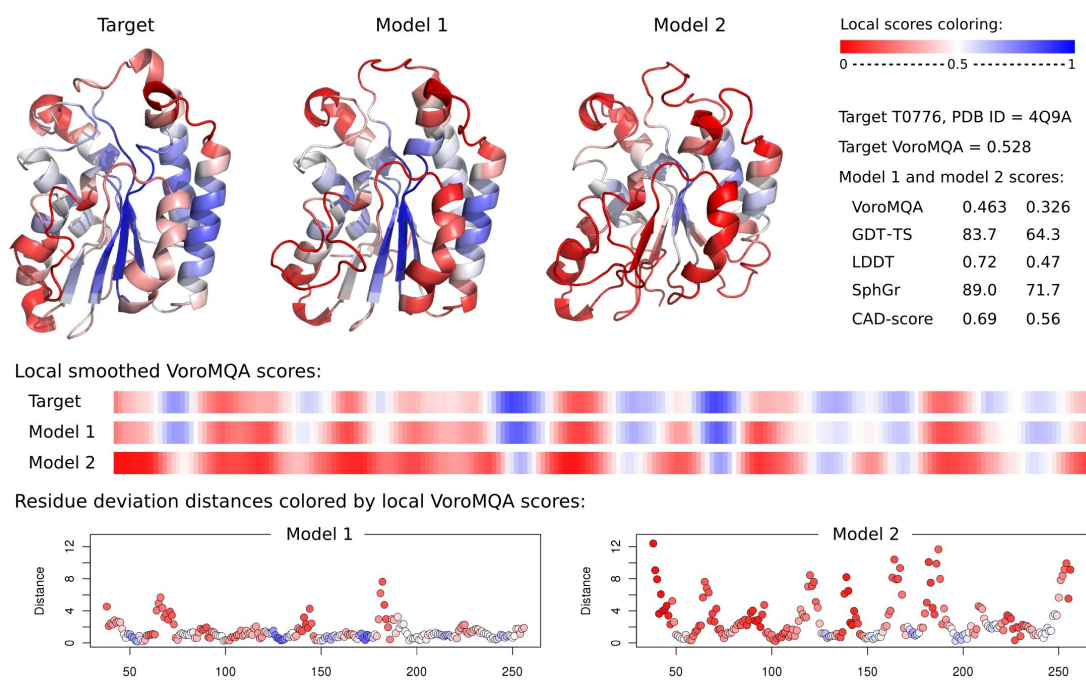 Target
Model 1
Model 2
Local scores coloring:
0 0.5 1
Target T0776, PDB ID = 4Q9A
Target VoroMQA = 0.528
Model 1 and model 2 scores:
VoroMQA 0.463 0.326
GDT-TS 83.7 64.3
LDDT 0.72 0.47
SphGr 89.0 71.7
CAD-score 0.69 0.56
Local smoothed VoroMQA scores:
Target
Model 1
Model 2
Residue deviation distances colored by local VoroMQA scores:
Model 1
Distance
12
8
4
0
50 100 150 200 250
Model 2
Distance
12
8
4
0
50 100 150 200 250